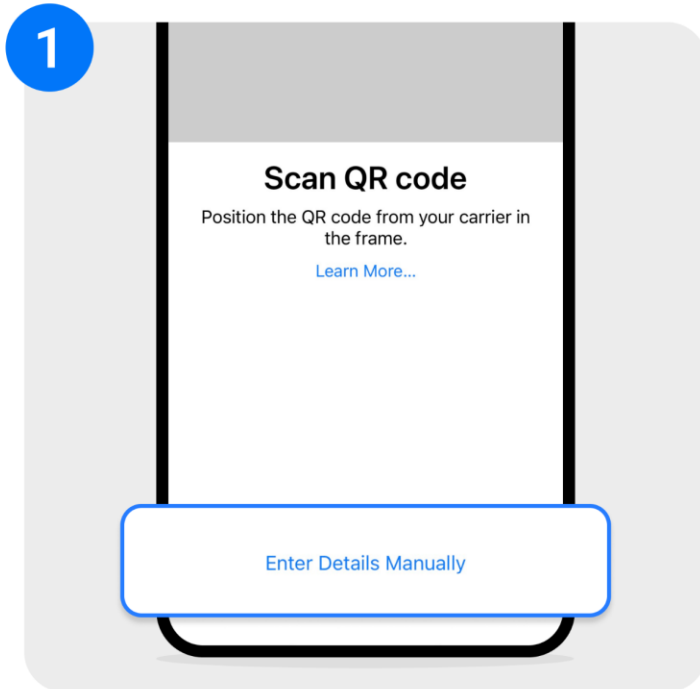 1
Scan QR code
Position the QR code from your carrier in
the frame.
Learn More...
Enter Details Manually